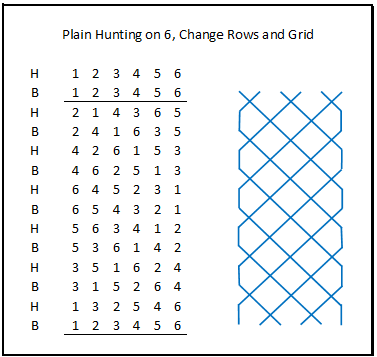 Plain Hunting on 6, Change Rows and Grid
H 1 2 3 4 5 6
B 1 2 3 4 5 6
H 2 1 4 3 6 5
B 2 4 1 6 3 5
H 4 2 6 1 5 3
B 4 6 2 5 1 3
H 6 4 5 2 3 1
B 6 5 4 3 2 1
H 5 6 3 4 1 2
B 5 3 6 1 4 2
H 3 5 1 6 2 4
B 3 1 5 2 6 4
H 1 3 2 5 4 6
B 1 2 3 4 5 6